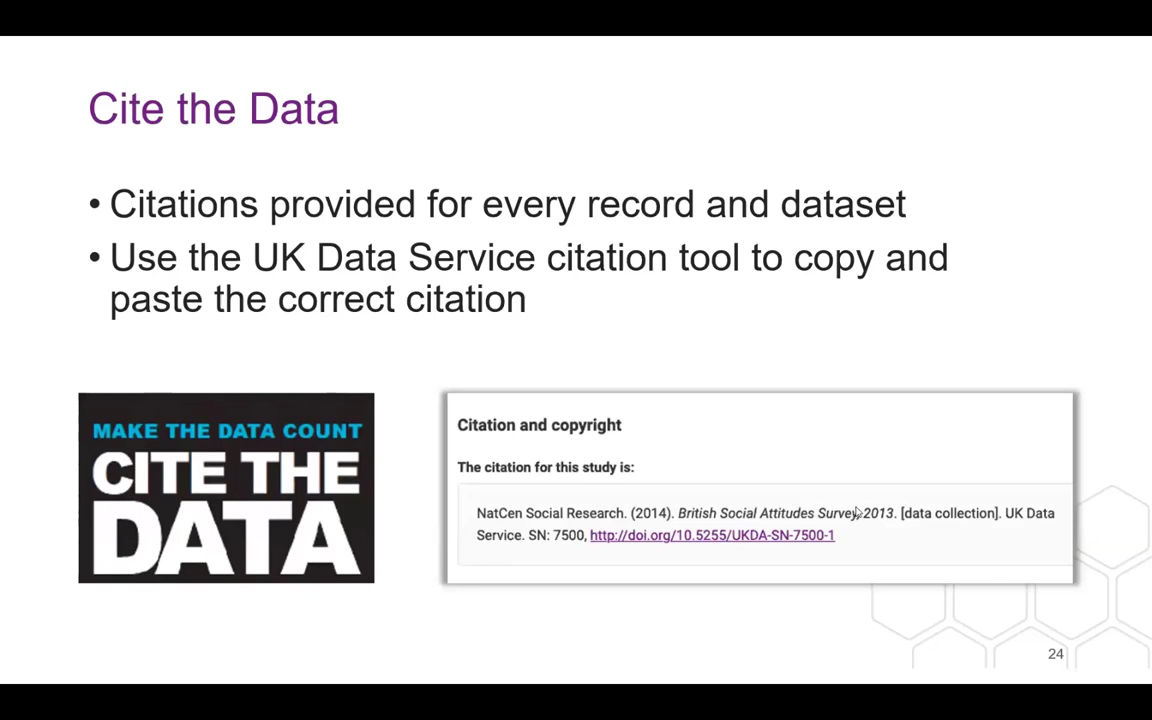 Cite the Data
• Citations provided for every record and dataset
• Use the UK Data Service citation tool to copy and
paste the correct citation
MAKE THE DATA COUNT
CITE THE
DATA
Citation and copyright
The citation for this study is:
NatCen Social Research. (2014). British Social Attitudes Survey, 2013. [data collection]. UK Data
Service. SN: 7500, http://doi.org/10.5255/UKDA-SN-7500-1
24